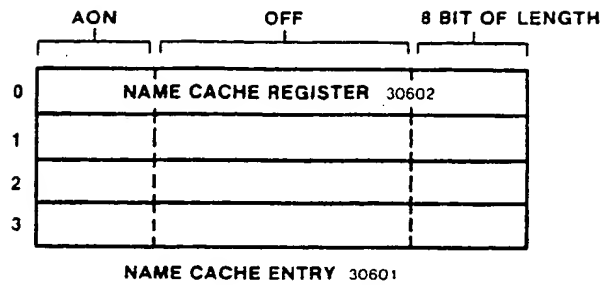 AON OFF 8 BIT OF LENGTH
0 NAME CACHE REGISTER 30602
1
2
3
NAME CACHE ENTRY 30601